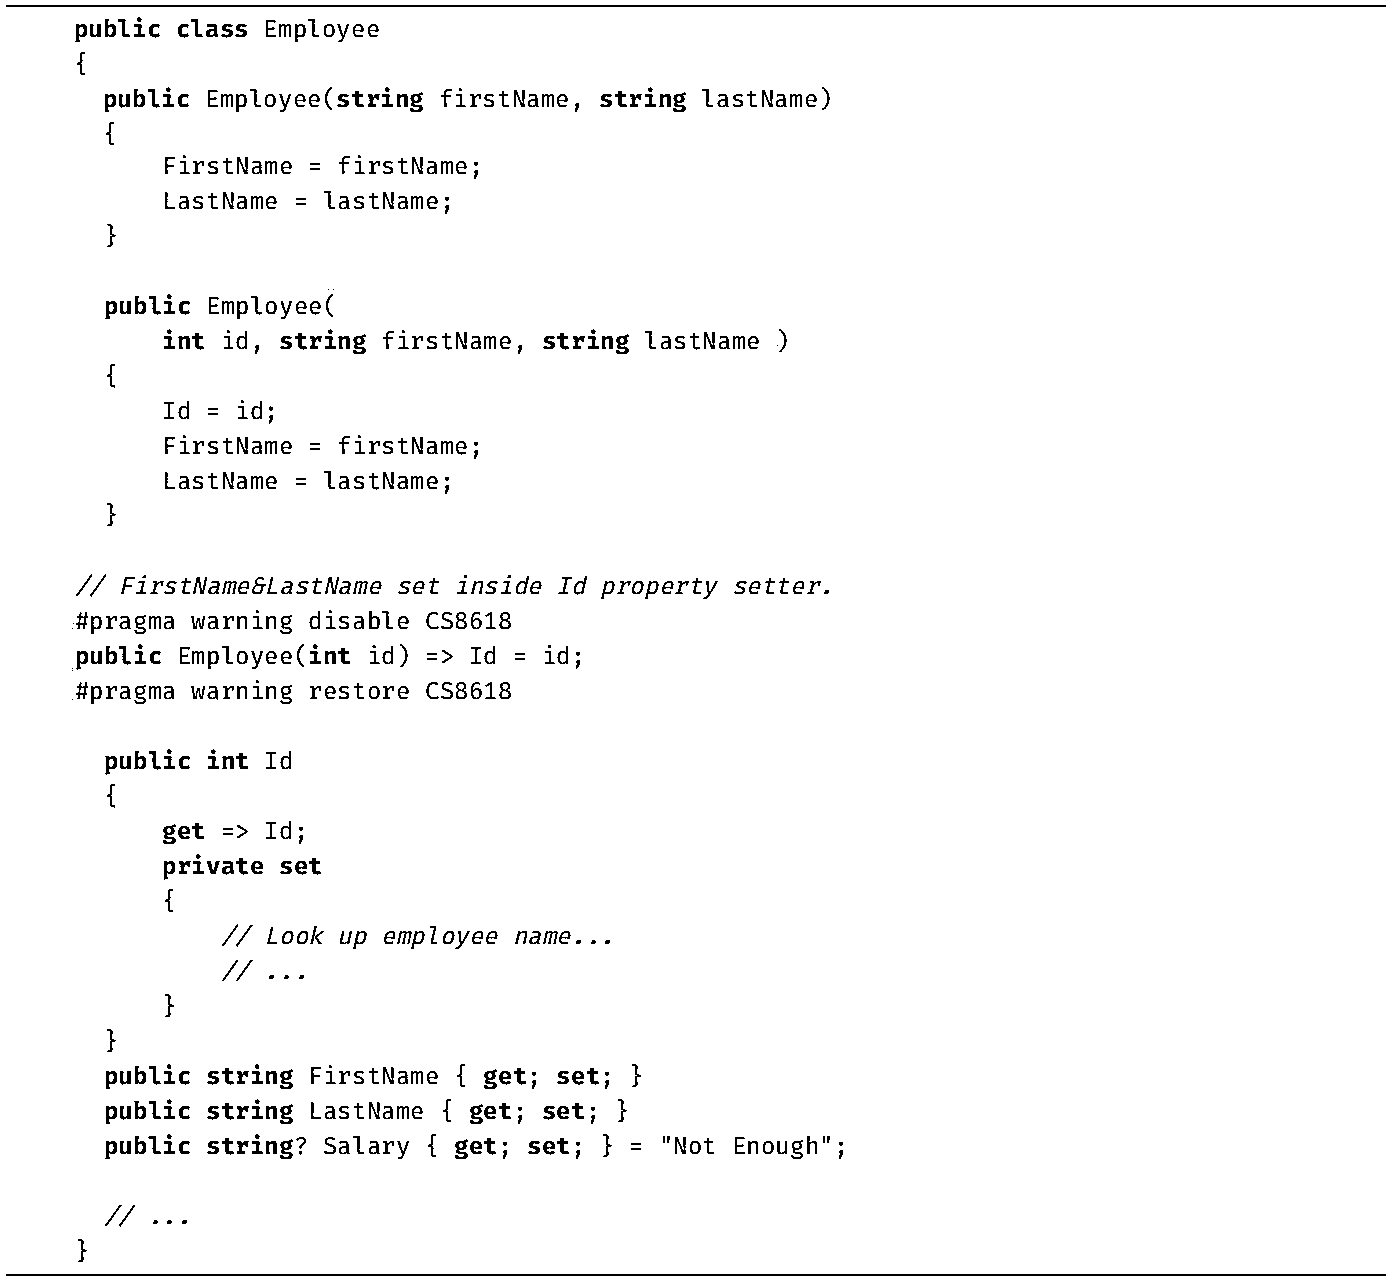 public class Employee
{
  public Employee(string firstName, string lastName)
  {
      FirstName = firstName;
      LastName = lastName;
  }

  public Employee(
      int id, string firstName, string lastName )
  {
      Id = id;
      FirstName = firstName;
      LastName = lastName;
  }

// FirstName&LastName set inside Id property setter.
#pragma warning disable CS8618
public Employee(int id) => Id = id;
#pragma warning restore CS8618

  public int Id
  {
      get => Id;
      private set
      {
          // Look up employee name...
          // ...
      }
  }
  public string FirstName { get; set; }
  public string LastName { get; set; }
  public string? Salary { get; set; } = "Not Enough";

  // ...
}